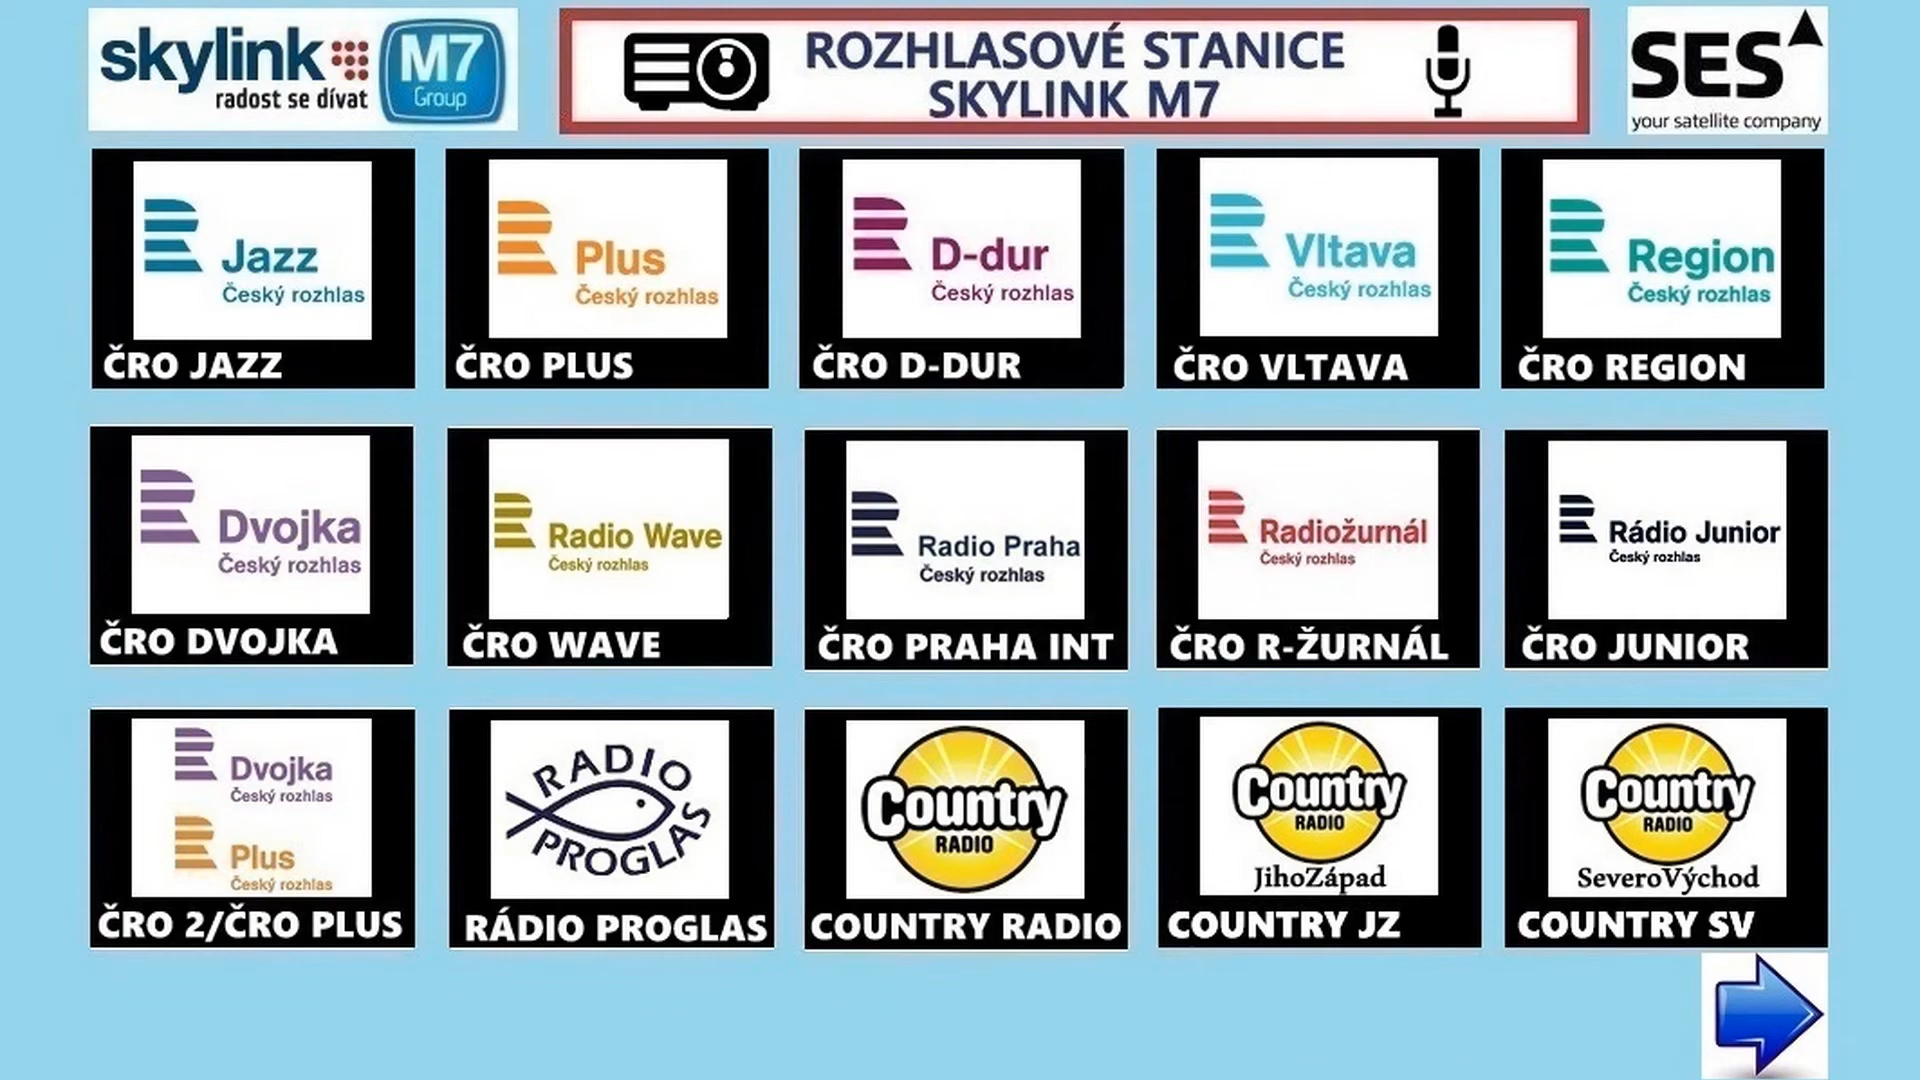 skylink
radost se dívat
M7
Group
ROZHLASOVÉ STANICE
SKYLINK M7
SES
your satellite company
Jazz
Český rozhlas
ČRO JAZZ
Plus
Český rozhlas
ČRO PLUS
D-dur
Český rozhlas
ČRO D-DUR
Vltava
Český rozhlas
ČRO VLTAVA
Region
Český rozhlas
ČRO REGION
Dvojka
Český rozhlas
ČRO DVOJKA
Radio Wave
Český rozhlas
ČRO WAVE
Radio Praha
Český rozhlas
ČRO PRAHA INT
Radiožurnál
Český rozhlas
ČRO R-ŽURNÁL
Rádio Junior
Český rozhlas
ČRO JUNIOR
Dvojka
Český rozhlas
Plus
Český rozhlas
ČRO 2/ČRO PLUS
RADIO
PROGLAS
RÁDIO PROGLAS
Country
RADIO
COUNTRY RADIO
Country
RADIO
JihoZápad
COUNTRY JZ
Country
RADIO
SeveroVýchod
COUNTRY SV